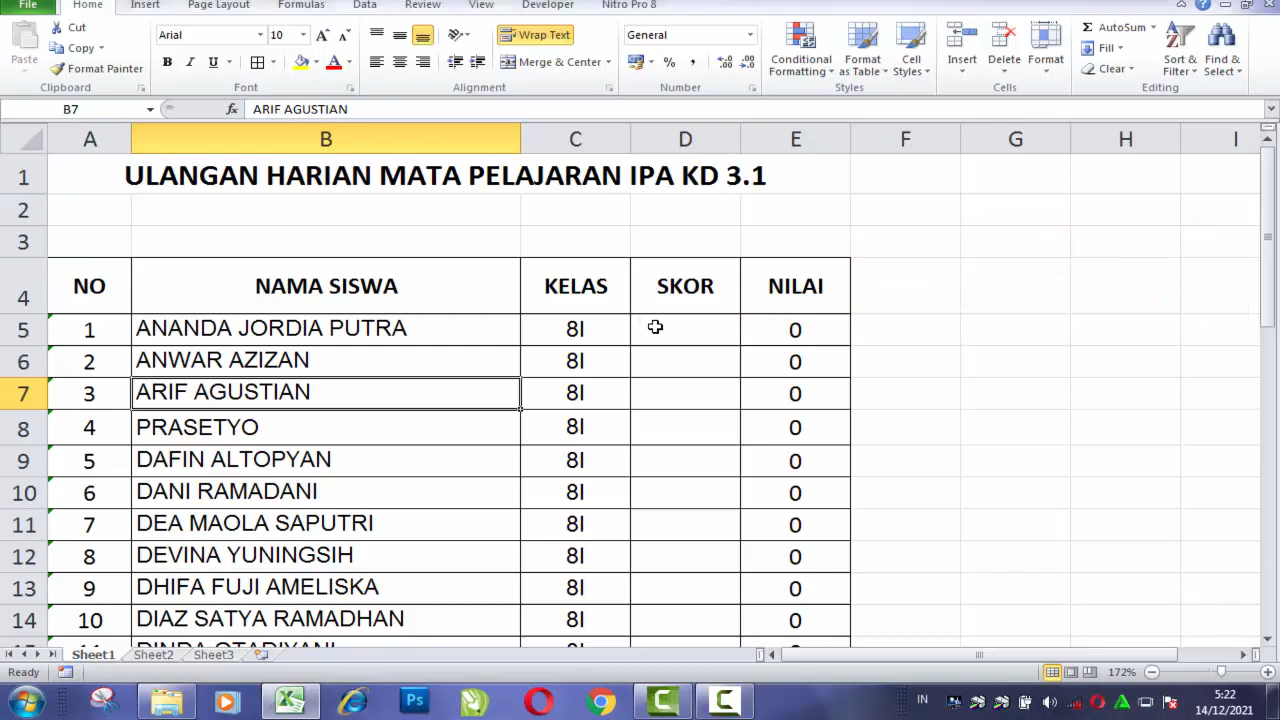 File Home Insert Page Layout Formulas Data Review View Developer Nitro Pro 8
Paste Cut Copy Format Painter Clipboard
Arial 10 Font
Wrap Text Merge & Center Alignment
General Number
Conditional Formatting Format as Table Cell Styles Styles
Insert Delete Format Cells
AutoSum Fill Clear Sort & Filter Find & Select Editing
B7 fx ARIF AGUSTIAN
A B C D E F G H I
1 ULANGAN HARIAN MATA PELAJARAN IPA KD 3.1
2
3
4 NO NAMA SISWA KELAS SKOR NILAI
5 1 ANANDA JORDIA PUTRA 8I 0
6 2 ANWAR AZIZAN 8I 0
7 3 ARIF AGUSTIAN 8I 0
8 4 PRASETYO 8I 0
9 5 DAFIN ALTOPYAN 8I 0
10 6 DANI RAMADANI 8I 0
11 7 DEA MAOLA SAPUTRI 8I 0
12 8 DEVINA YUNINGSIH 8I 0
13 9 DHIFA FUJI AMELISKA 8I 0
14 10 DIAZ SATYA RAMADHAN 8I 0
Sheet1 Sheet2 Sheet3
Ready 172%
Ps IN 5:22
14/12/2021